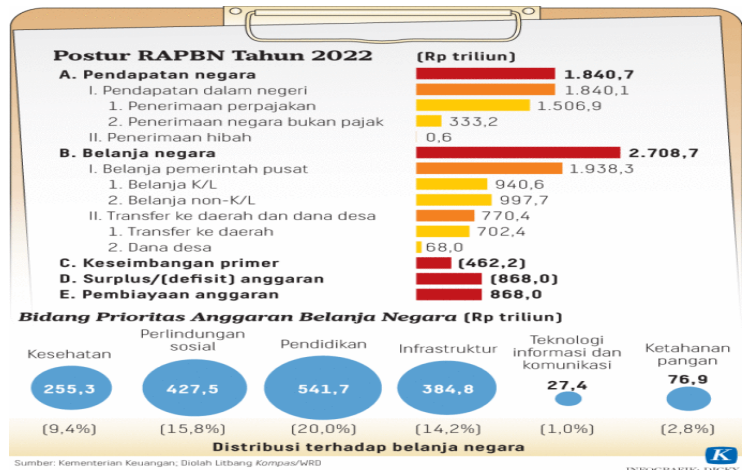 Postur RAPBN Tahun 2022 (Rp triliun)
A. Pendapatan negara 1.840,7
I. Pendapatan dalam negeri 1.840,1
1. Penerimaan perpajakan 1.506,9
2. Penerimaan negara bukan pajak 333,2
II. Penerimaan hibah 0,6
B. Belanja negara 2.708,7
I. Belanja pemerintah pusat 1.938,3
1. Belanja K/L 940,6
2. Belanja non-K/L 997,7
II. Transfer ke daerah dan dana desa 770,4
1. Transfer ke daerah 702,4
2. Dana desa 68,0
C. Keseimbangan primer (462,2)
D. Surplus/(defisit) anggaran (868,0)
E. Pembiayaan anggaran 868,0
Bidang Prioritas Anggaran Belanja Negara (Rp triliun)
Kesehatan
255,3
(9,4%)
Perlindungan
sosial
427,5
(15,8%)
Pendidikan
541,7
(20,0%)
Infrastruktur
384,8
(14,2%)
Teknologi
informasi dan
komunikasi
27,4
(1,0%)
Ketahanan
pangan
76,9
(2,8%)
Distribusi terhadap belanja negara
Sumber: Kementerian Keuangan; Diolah Litbang Kompas/WRD
K
INFOGRAFIK: DICKY